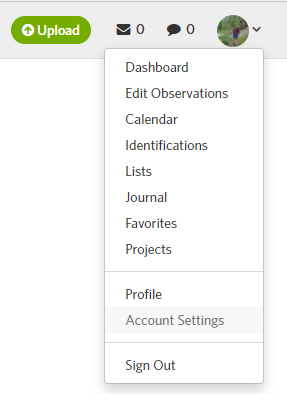 Upload 0 0
Dashboard
Edit Observations
Calendar
Identifications
Lists
Journal
Favorites
Projects
Profile
Account Settings
Sign Out